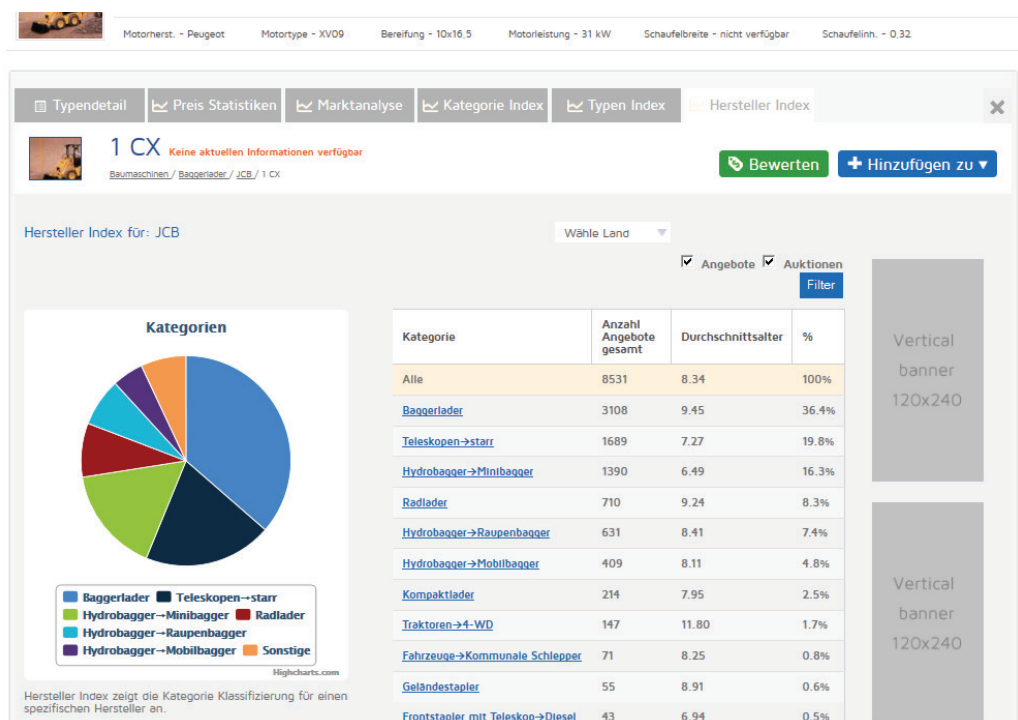 Motorherst. - Peugeot Motortype - XV09 Bereifung - 10x16,5 Motorleistung - 31 kW Schaufelbreite - nicht verfügbar Schaufelinh. - 0,32
Typendetail Preis Statistiken Marktanalyse Kategorie Index Typen Index Hersteller Index
1 CX Keine aktuellen Informationen verfügbar
Baumaschinen / Baggerlader / JCB / 1 CX
Bewerten Hinzufügen zu
Hersteller Index für: JCB
Wähle Land
Angebote Auktionen
Filter
Kategorien
Baggerlader Teleskopen→starr
Hydrobagger→Minibagger Radlader
Hydrobagger→Raupenbagger
Hydrobagger→Mobilbagger Sonstige
Highcharts.com
Hersteller Index zeigt die Kategorie Klassifizierung für einen
spezifischen Hersteller an.
Kategorie Anzahl Angebote gesamt Durchschnittsalter %
Alle 8531 8.34 100%
Baggerlader 3108 9.45 36.4%
Teleskopen→starr 1689 7.27 19.8%
Hydrobagger→Minibagger 1390 6.49 16.3%
Radlader 710 9.24 8.3%
Hydrobagger→Raupenbagger 631 8.41 7.4%
Hydrobagger→Mobilbagger 409 8.11 4.8%
Kompaktlader 214 7.95 2.5%
Traktoren→4-WD 147 11.80 1.7%
Fahrzeuge→Kommunale Schlepper 71 8.25 0.8%
Geländestapler 55 8.91 0.6%
Frontstapler mit Teleskop→Diesel 43 6.94 0.5%
Vertical
banner
120x240
Vertical
banner
120x240